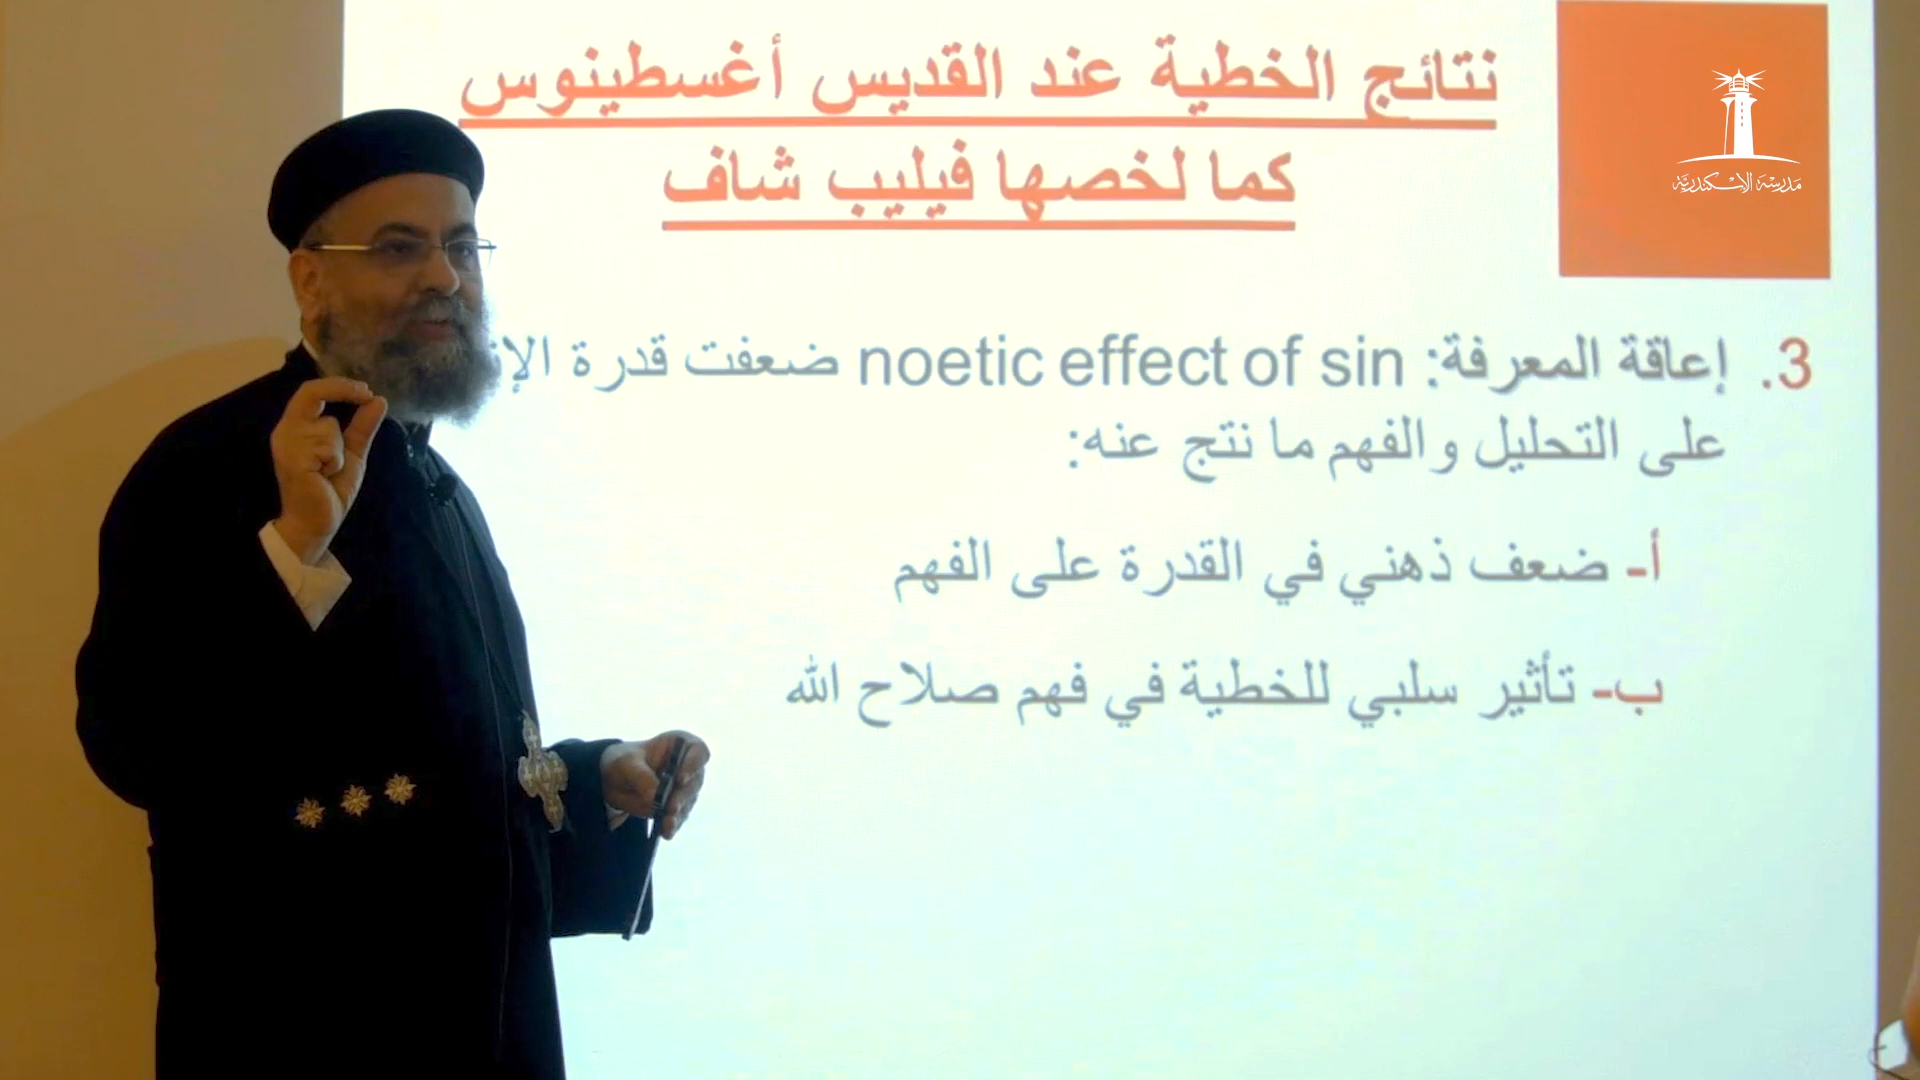 نتائج الخطية عند القديس أغسطينوس
كما لخصها فيليب شاف
مدرسة الإسكندرية
3. إعاقة المعرفة: noetic effect of sin ضعفت قدرة
على التحليل والفهم ما نتج عنه:
أ- ضعف ذهني في القدرة على الفهم
ب- تأثير سلبي للخطية في فهم صلاح الله